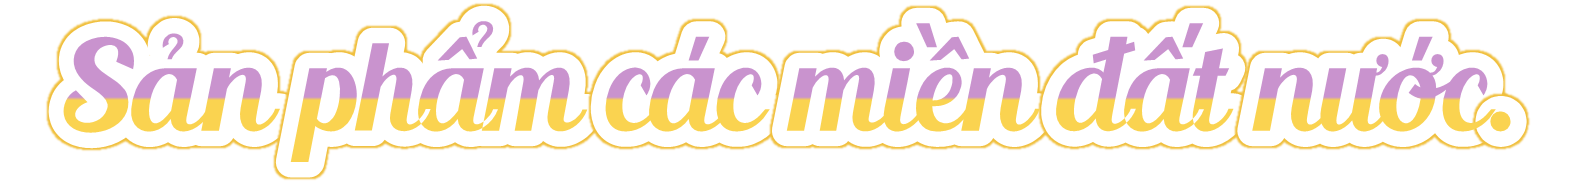 Sản phẩm các miền đất nước.